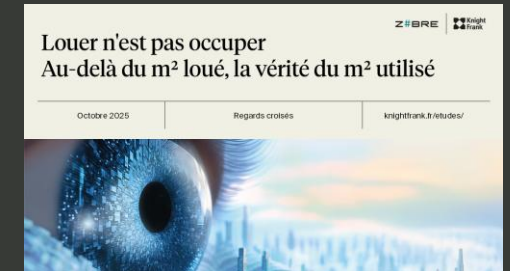 Z#BRE
Knight
Frank
Louer n'est pas occuper
Au-delà du m² loué, la vérité du m² utilisé
Octobre 2025
Regards croisés
knightfrank.fr/etudes/